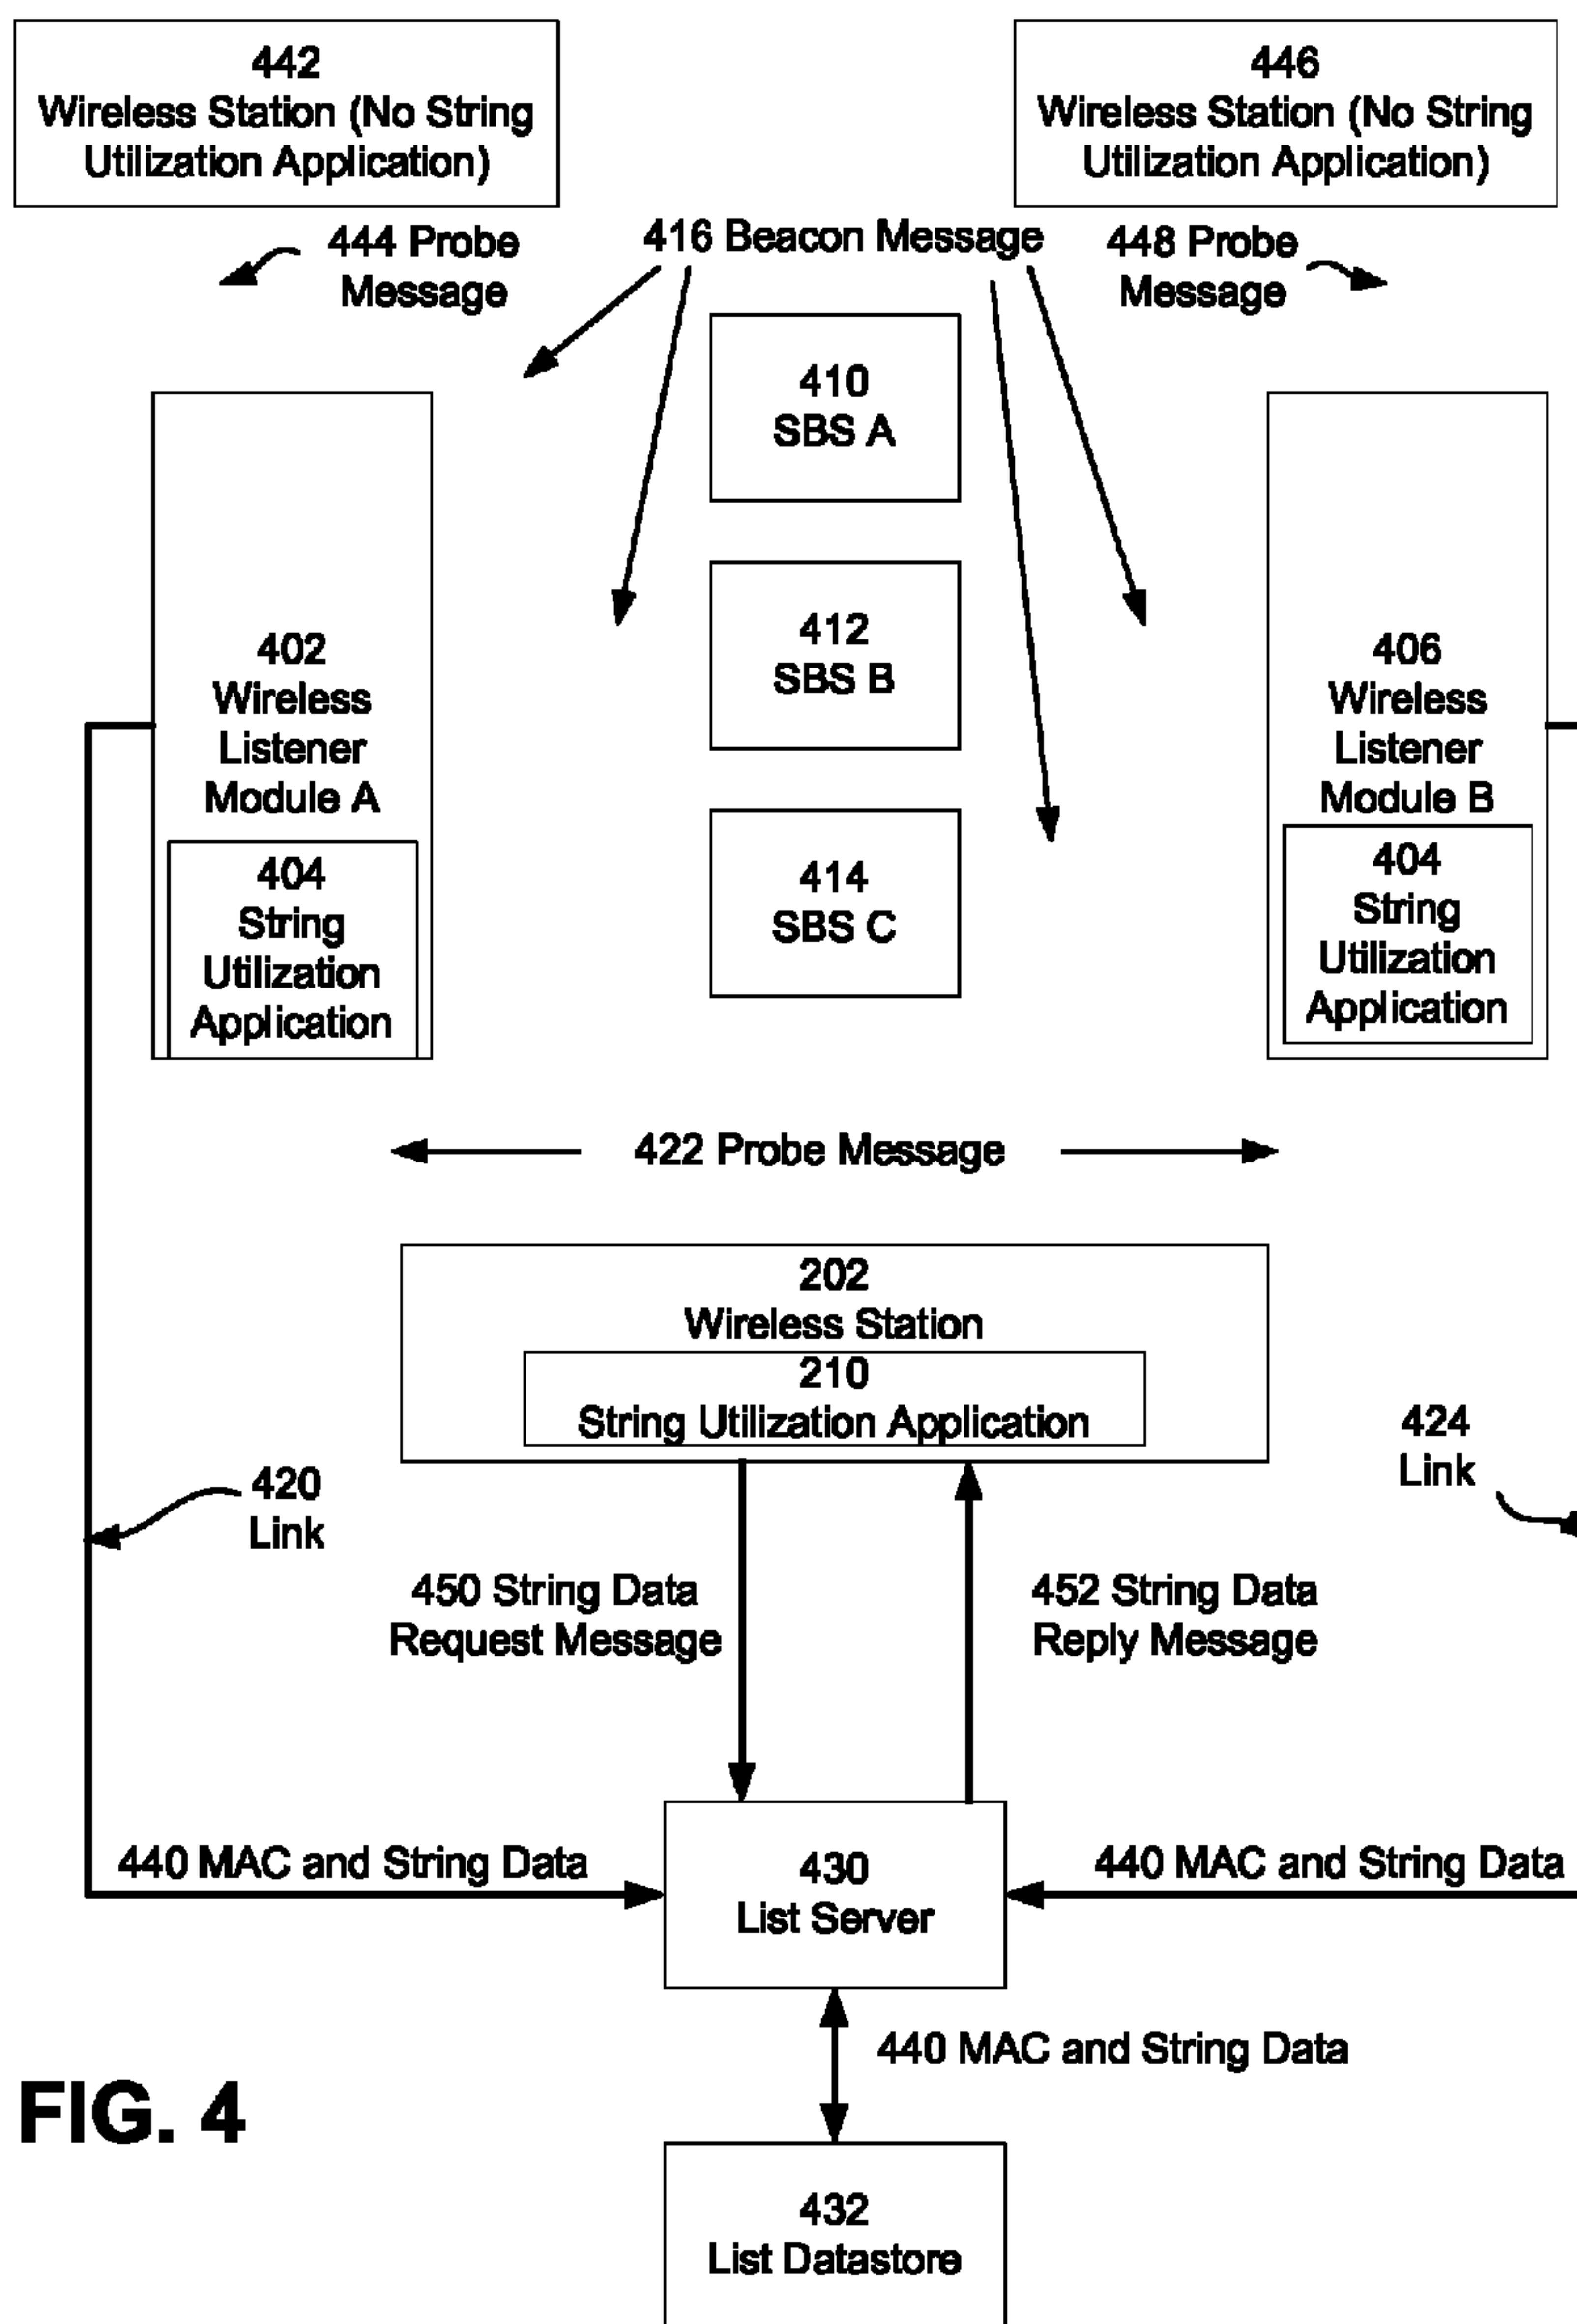 442
Wireless Station (No String
Utilization Application)
446
Wireless Station (No String
Utilization Application)
444 Probe
Message
416 Beacon Message
448 Probe
Message
410
SBS A
412
SBS B
414
SBS C
402
Wireless
Listener
Module A
404
String
Utilization
Application
406
Wireless
Listener
Module B
404
String
Utilization
Application
422 Probe Message
202
Wireless Station
210
String Utilization Application
420
Link
424
Link
450 String Data
Request Message
452 String Data
Reply Message
440 MAC and String Data
430
List Server
440 MAC and String Data
440 MAC and String Data
FIG. 4
432
List Datastore